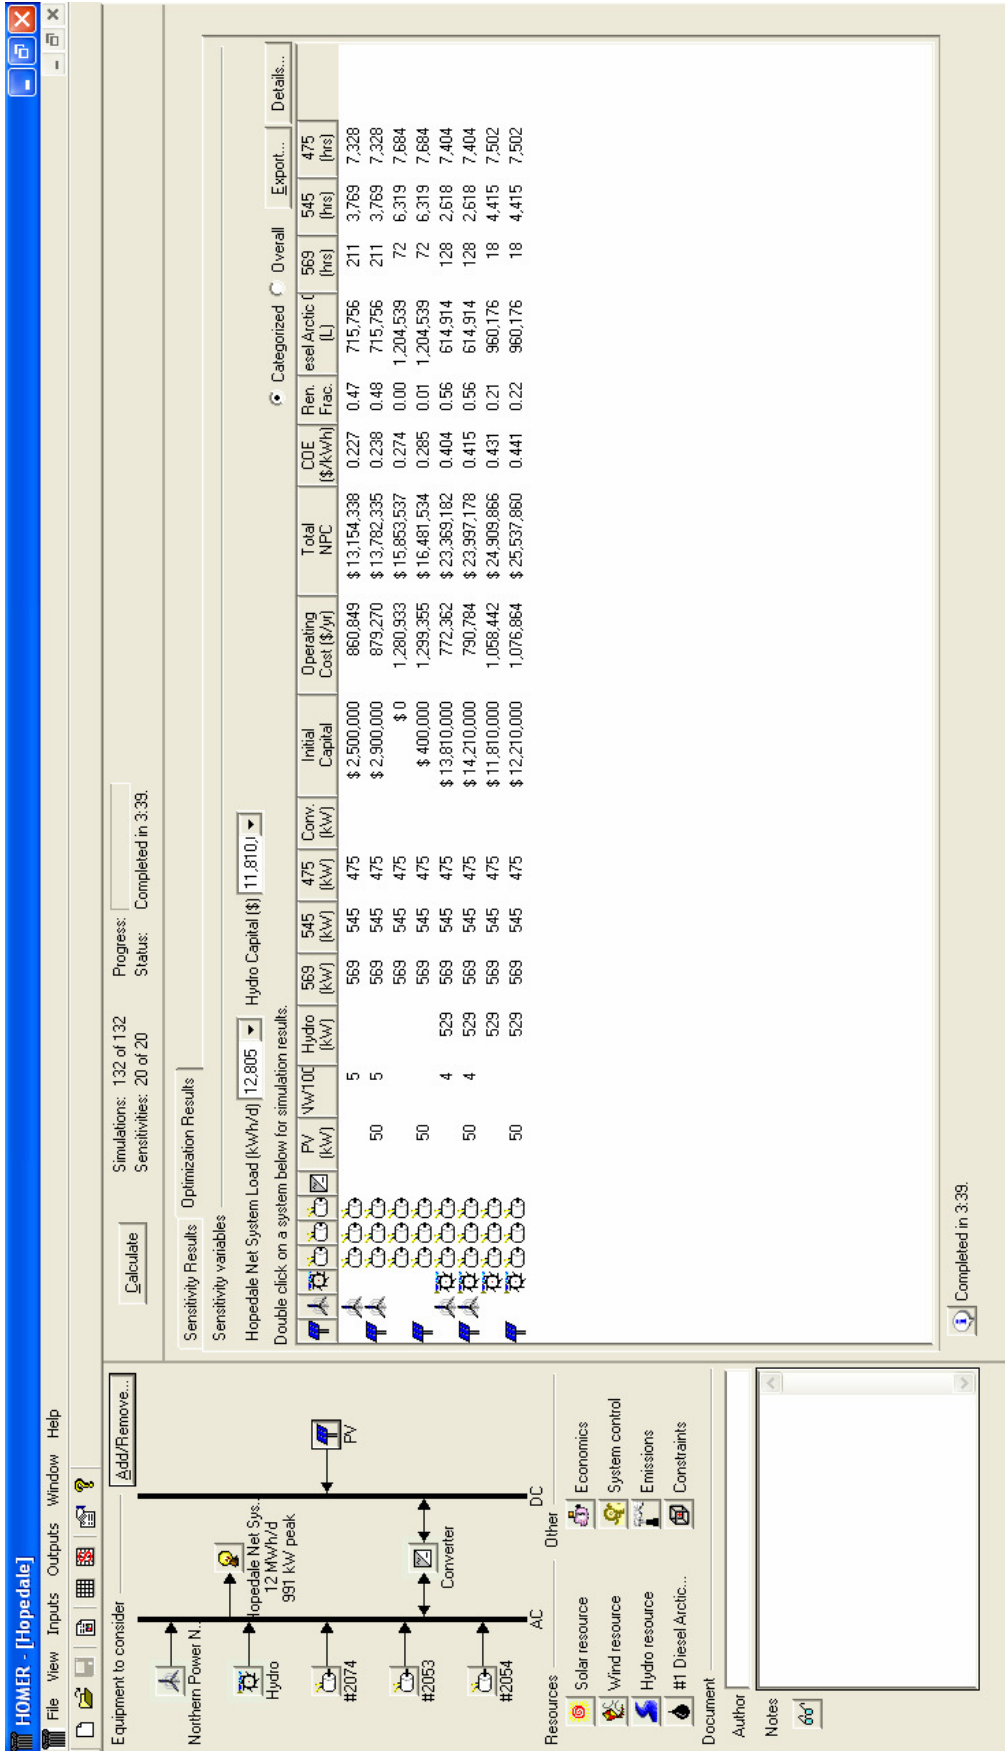 HOMER - [Hopedale]
File View Inputs Outputs Window Help
Equipment to consider
Add/Remove...
Northern Power N..
Hydro
#2074
#2053
#2054
Hopedale Net Sys..
12 MWh/d
991 kW peak
Converter
PV
AC
DC
Resources
Other
Solar resource
Economics
Wind resource
System control
Hydro resource
Emissions
#1 Diesel Arctic...
Constraints
Document
Author
Notes
Calculate
Simulations: 132 of 132
Progress:
Sensitivities: 20 of 20
Status: Completed in 3:39.
Sensitivity Results
Optimization Results
Sensitivity variables
Hopedale Net System Load (kWh/d) 12,805 Hydro Capital ($) 11,810,(
Double click on a system below for simulation results.
Categorized Overall Export... Details...
PV (kW) NW100 Hydro (kW) 569 (kW) 545 (kW) 475 (kW) Conv. (kW) Initial Capital Operating Cost ($/yr) Total NPC COE ($/kWh) Ren. Frac. esel Arctic (L) 569 (hrs) 545 (hrs) 475 (hrs)
5 569 545 475 $ 2,500,000 860,849 $ 13,154,338 0.227 0.47 715,756 211 3,769 7,328
50 5 569 545 475 $ 2,900,000 879,270 $ 13,782,335 0.238 0.48 715,756 211 3,769 7,328
569 545 475 $ 0 1,280,933 $ 15,853,537 0.274 0.00 1,204,539 72 6,319 7,684
50 569 545 475 $ 400,000 1,299,355 $ 16,481,534 0.285 0.01 1,204,539 72 6,319 7,684
4 529 569 545 475 $ 13,810,000 772,362 $ 23,369,182 0.404 0.56 614,914 128 2,618 7,404
50 4 529 569 545 475 $ 14,210,000 790,784 $ 23,997,178 0.415 0.56 614,914 128 2,618 7,404
529 569 545 475 $ 11,810,000 1,058,442 $ 24,909,866 0.431 0.21 960,176 18 4,415 7,502
50 529 569 545 475 $ 12,210,000 1,076,864 $ 25,537,860 0.441 0.22 960,176 18 4,415 7,502
Completed in 3:39.